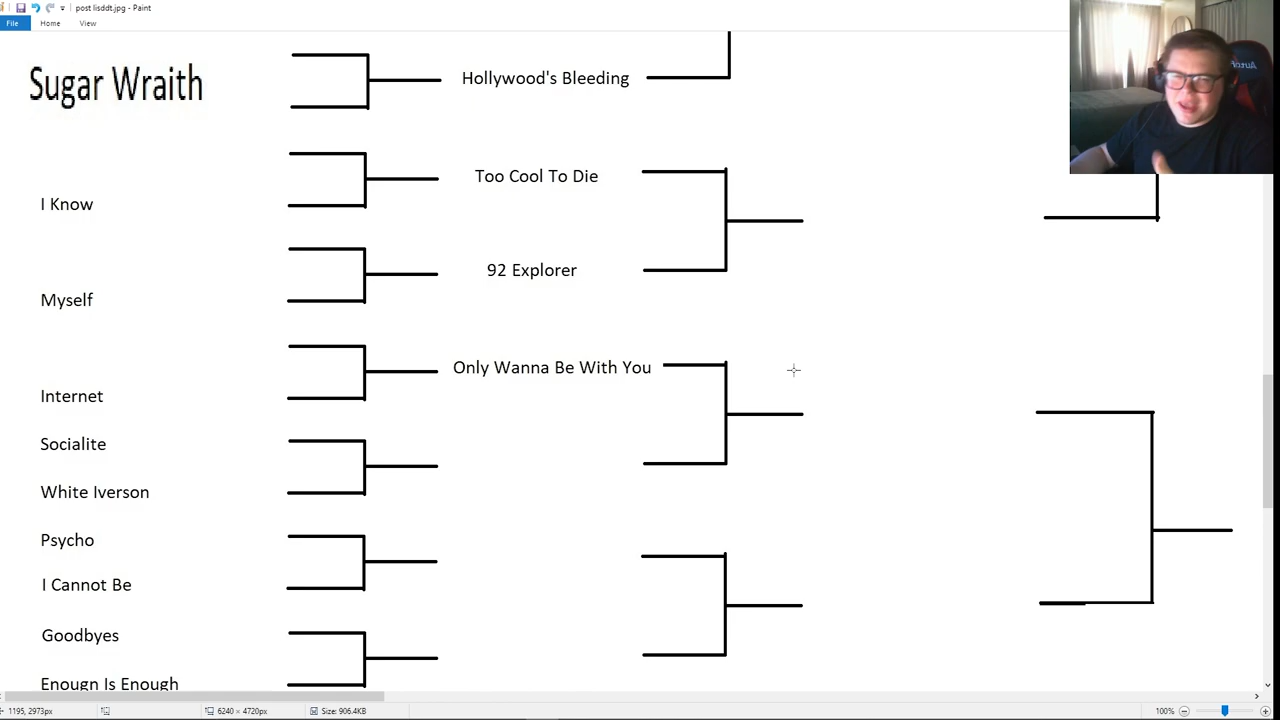 post lisddt.jpg - Paint
File Home View
Sugar Wraith
Hollywood's Bleeding
Too Cool To Die
I Know
92 Explorer
Myself
Only Wanna Be With You
Internet
Socialite
White Iverson
Psycho
I Cannot Be
Goodbyes
Enougn Is Enough
1195, 2973px
6240 × 4720px
Size: 906.4KB
100%